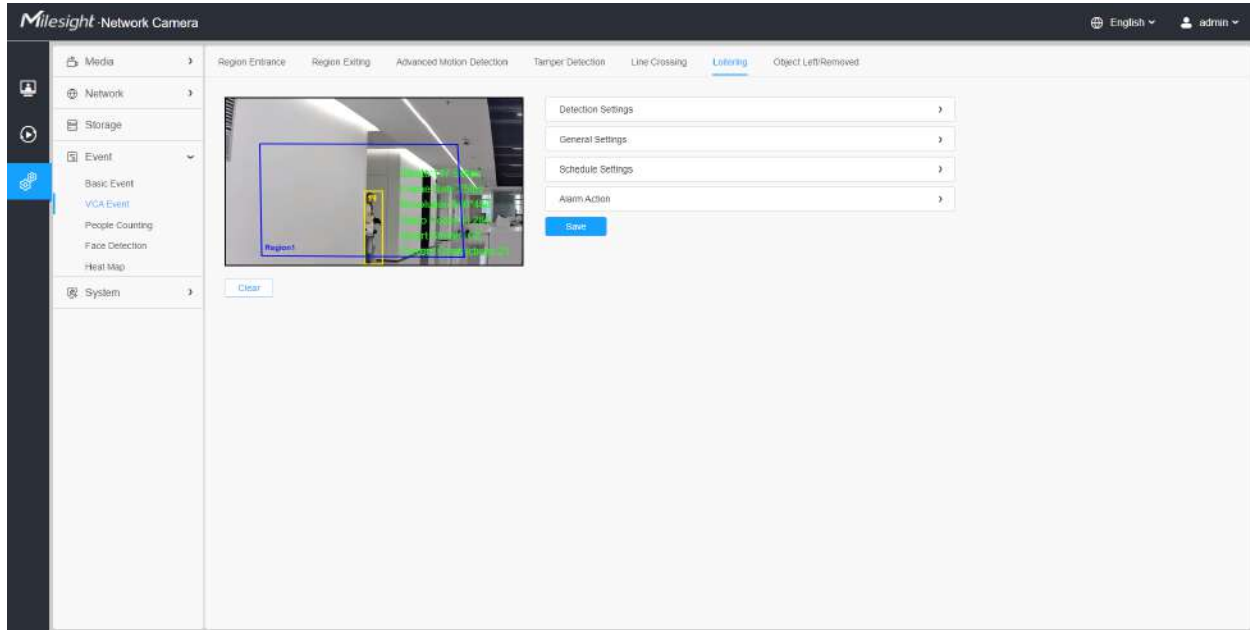 Milesight Network Camera
English
admin
Media
Network
Storage
Event
Basic Event
VCA Event
People Counting
Face Detection
Heat Map
System
Region Entrance
Region Exiting
Advanced Motion Detection
Tamper Detection
Line Crossing
Loitering
Object Left/Removed
Region1
Clear
Detection Settings
General Settings
Schedule Settings
Alarm Action
Save